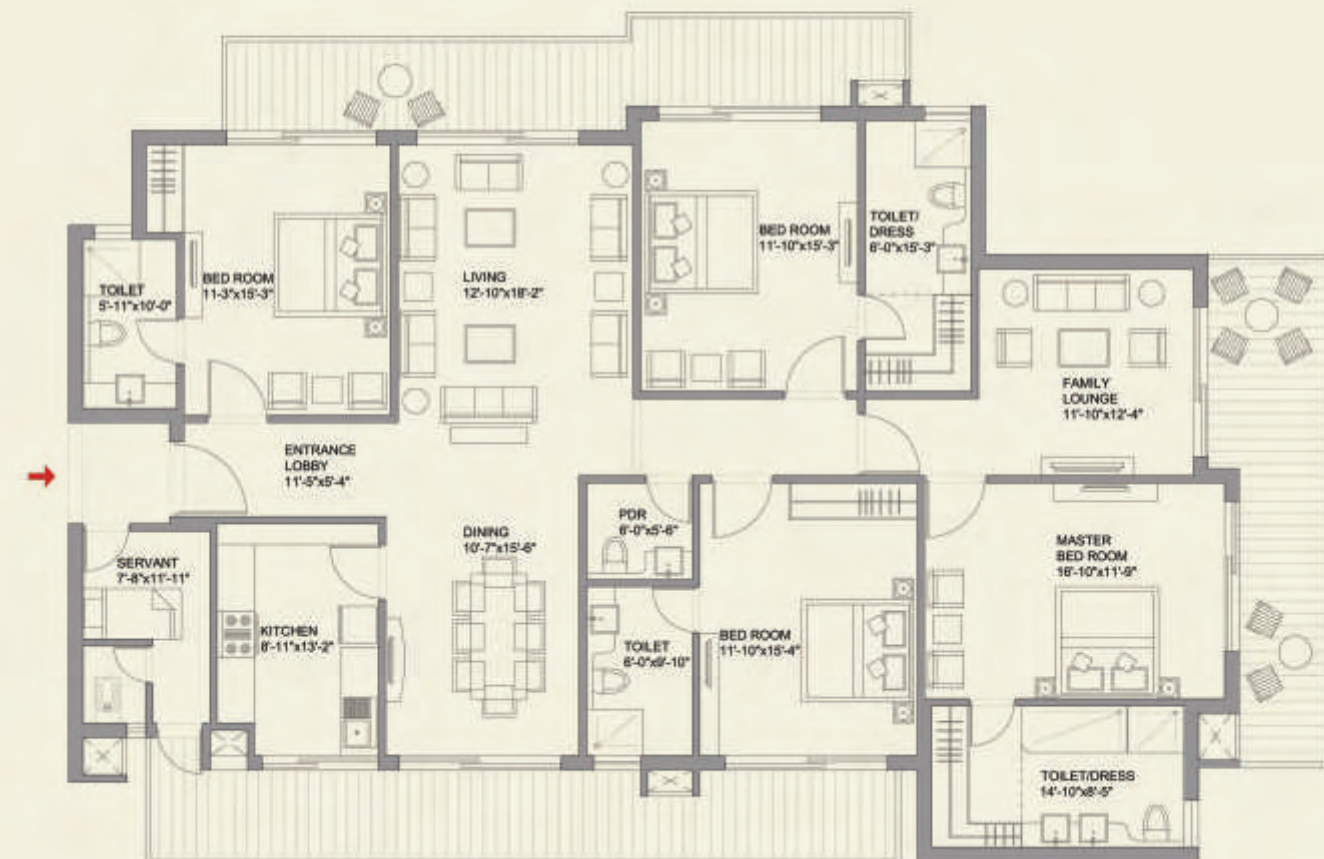 BED ROOM
11'-10"x15'-3"
TOILET/
DRESS
6'-0"x15'-3"
BED ROOM
11-3"x15'-3"
LIVING
12'-10"x18'-2"
TOILET
5'-11"x10'-0"
FAMILY
LOUNGE
11'-10"x12'-4"
ENTRANCE
LOBBY
11'-5"x5'-4"
PDR
6'-0"x5'-6"
DINING
10'-7"x15'-6"
SERVANT
7'-8"x11'-11"
MASTER
BED ROOM
16'-10"x11'-9"
KITCHEN
8'-11"x13'-2"
TOILET
6'-0"x9'-10"
BED ROOM
11'-10"x15'-4"
TOILET/DRESS
14'-10"x8'-5"